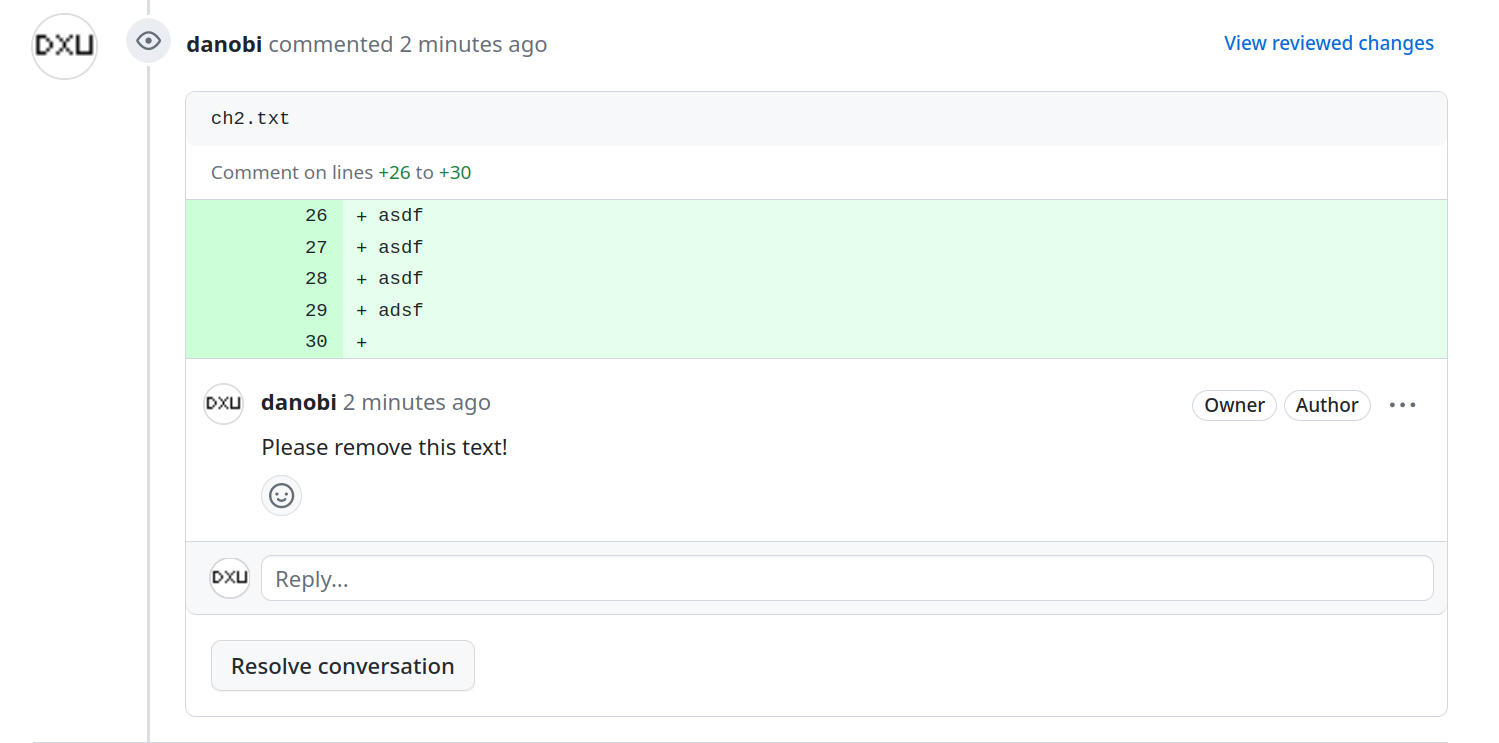 DXU
danobi commented 2 minutes ago
View reviewed changes
ch2.txt
Comment on lines +26 to +30
26 + asdf
27 + asdf
28 + asdf
29 + adsf
30 +
DXU
danobi 2 minutes ago
Owner
Author
Please remove this text!
DXU
Reply...
Resolve conversation